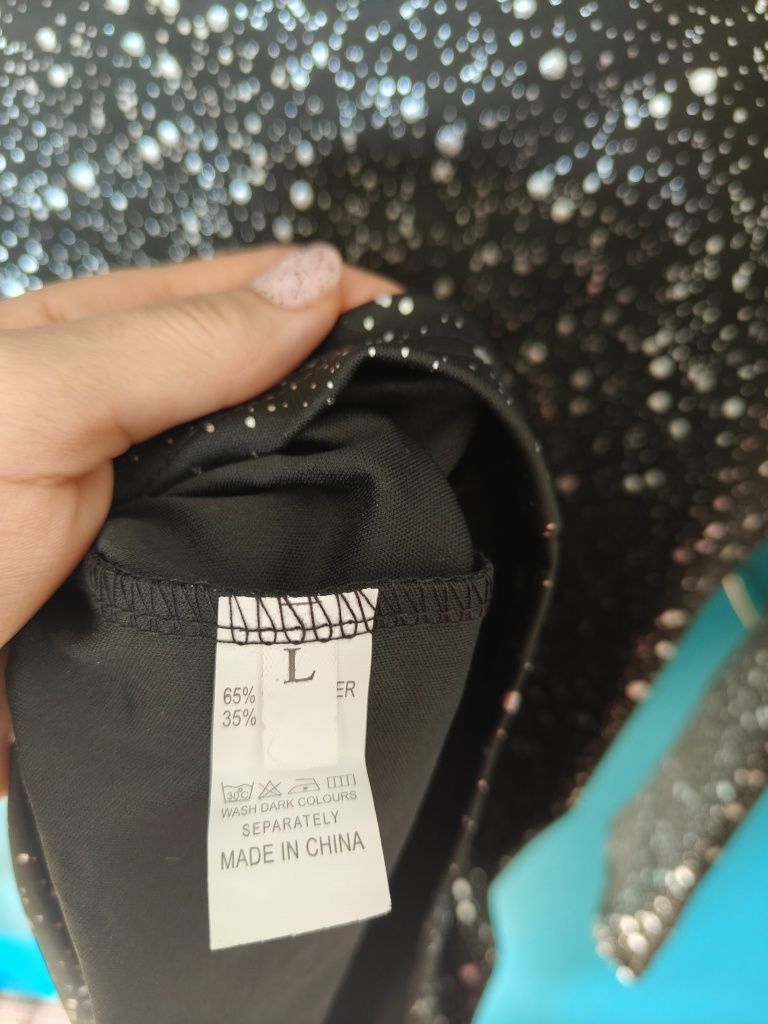 L
65% ER
35%
30°C
WASH DARK COLOURS
SEPARATELY
MADE IN CHINA